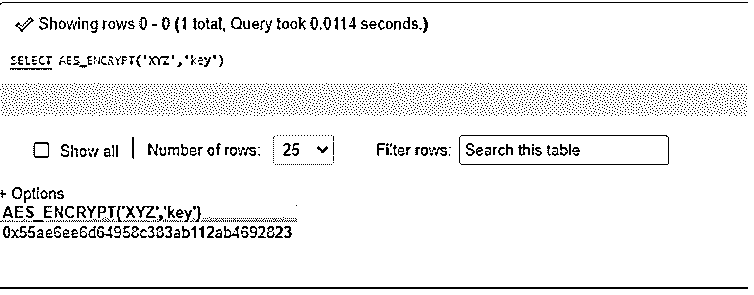 Showing rows 0 - 0 (1 total, Query took 0.0114 seconds.)
SELECT AES_ENCRYPT('XYZ','key')
Show all | Number of rows: 25 Filter rows: Search this table
+ Options
AES_ENCRYPT('XYZ','key')
0x55ae6ee6d64958c383ab112ab4692823